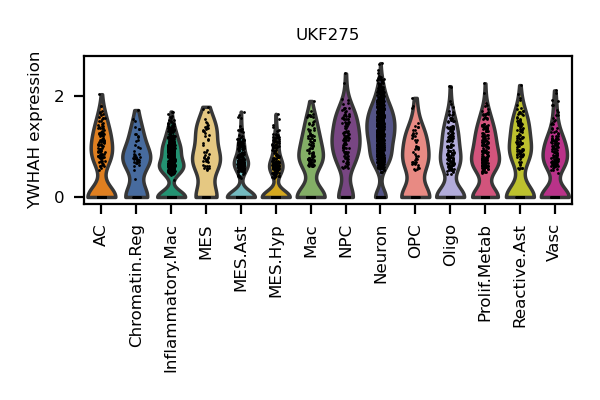 UKF275
YWHAH expression
2
0
AC
Chromatin.Reg
Inflammatory.Mac
MES
MES.Ast
MES.Hyp
Mac
NPC
Neuron
OPC
Oligo
Prolif.Metab
Reactive.Ast
Vasc